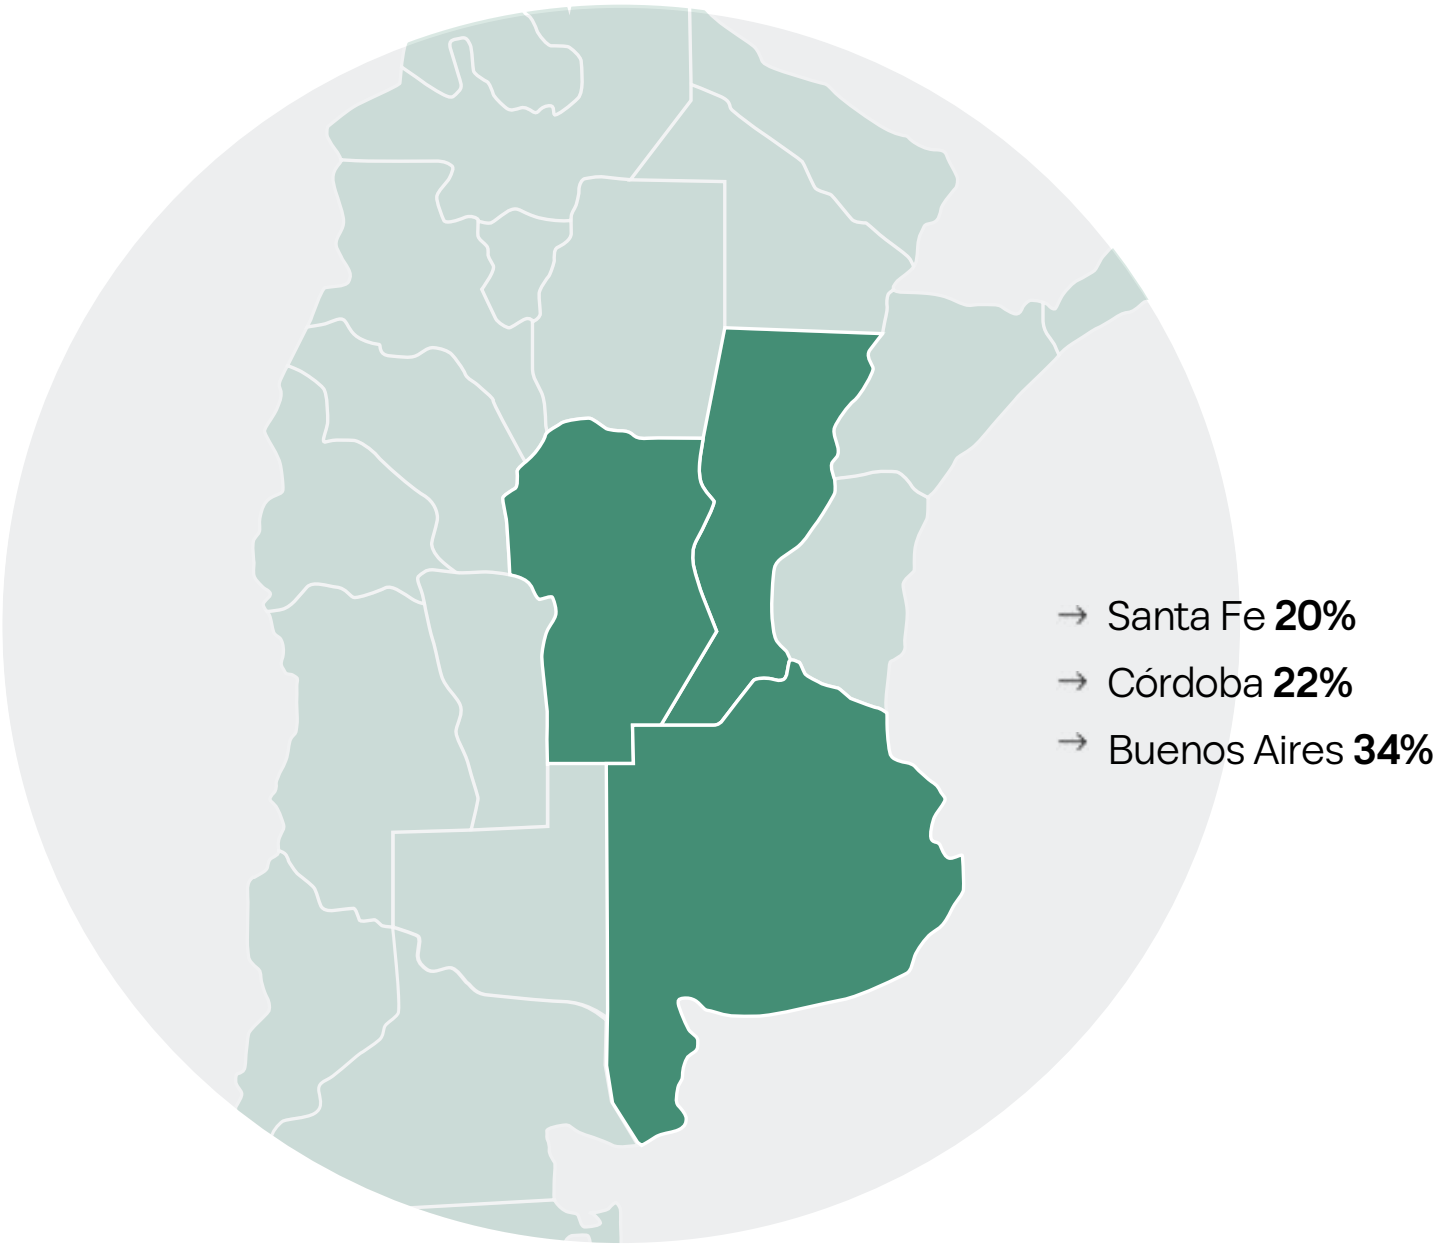 → Santa Fe 20%
→ Córdoba 22%
→ Buenos Aires 34%